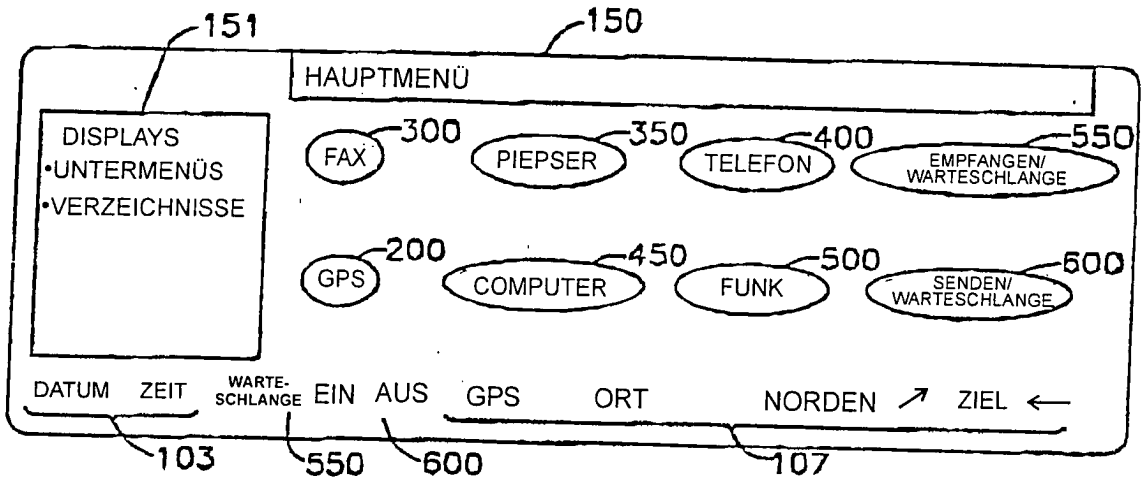 151
150
HAUPTMENÜ
DISPLAYS
•UNTERMENÜS
•VERZEICHNISSE
300
FAX
350
PIEPSER
400
TELEFON
550
EMPFANGEN/
WARTESCHLANGE
200
GPS
450
COMPUTER
500
FUNK
600
SENDEN/
WARTESCHLANGE
DATUM ZEIT
WARTE-
SCHLANGE
EIN AUS
GPS ORT NORDEN ↗ ZIEL ←
103
550
600
107